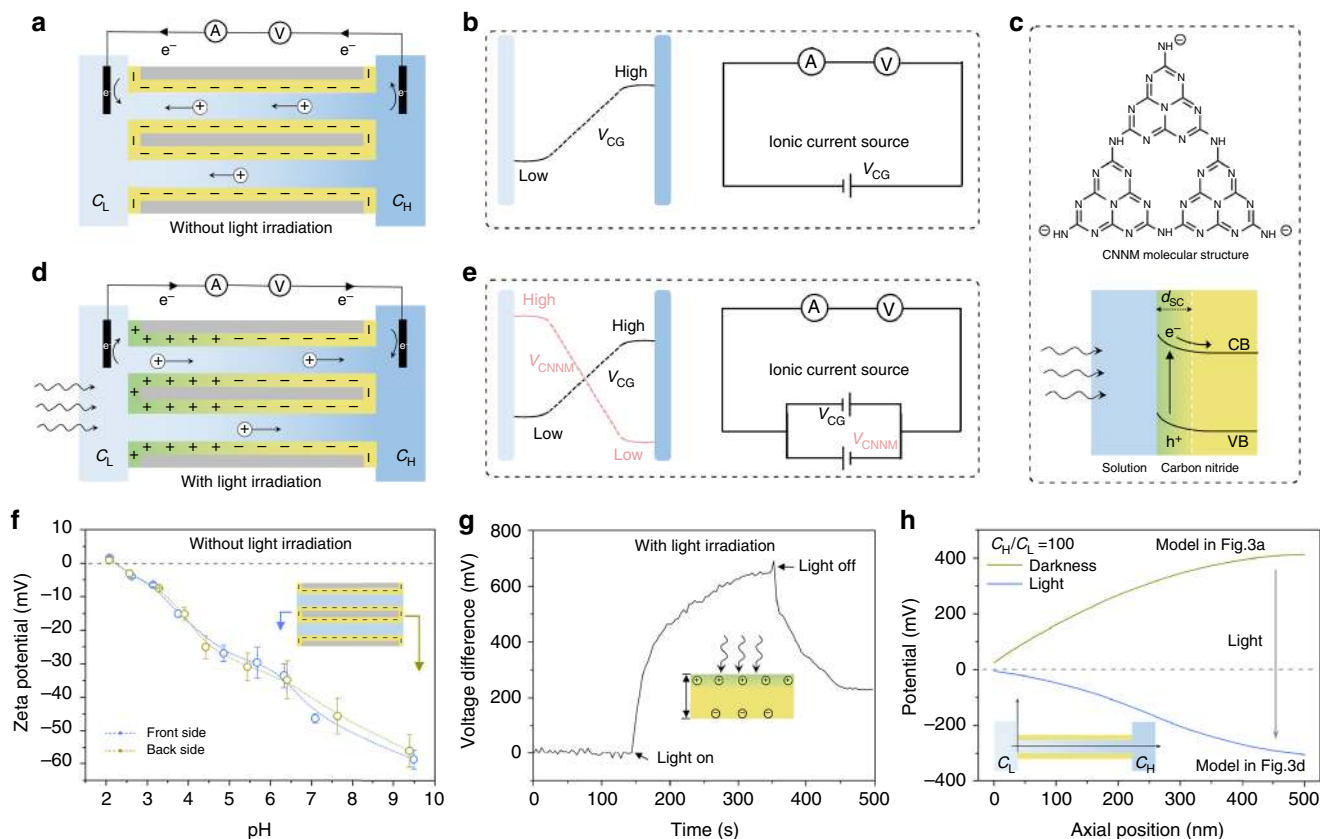 a
A
V
e⁻
e⁻
e⁻
e⁻
C_L
C_H
Without light irradiation
b
High
V_CG
Low
A
V
Ionic current source
V_CG
c
NH ⊖
N
NH
HN
CNNM molecular structure
d_SC
e⁻
CB
h⁺
VB
Solution
Carbon nitride
d
A
V
e⁻
e⁻
e⁻
e⁻
C_L
C_H
With light irradiation
e
High
High
V_CNNM
V_CG
Low
Low
A
V
Ionic current source
V_CG
V_CNNM
f
Without light irradiation
Zeta potential (mV)
10
0
−10
−20
−30
−40
−50
−60
Front side
Back side
2 3 4 5 6 7 8 9 10
pH
g
With light irradiation
Voltage difference (mV)
800
600
400
200
0
Light off
Light on
0 100 200 300 400 500
Time (s)
h
C_H/C_L =100
Darkness
Light
Model in Fig.3a
Light
Model in Fig.3d
C_L
C_H
Potential (mV)
400
200
0
−200
−400
0 100 200 300 400 500
Axial position (nm)